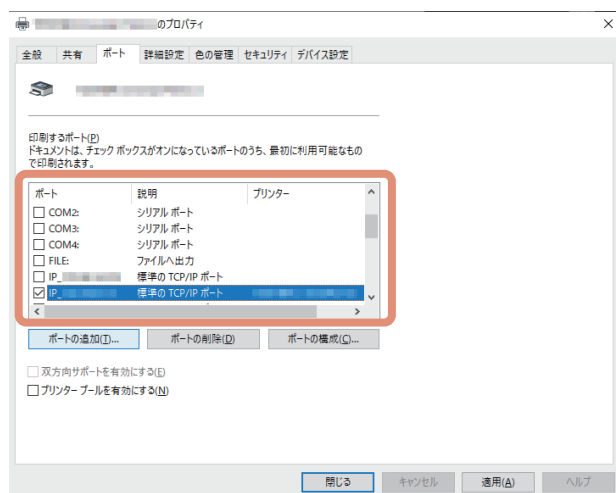 のプロパティ
全般 共有 ポート 詳細設定 色の管理 セキュリティ デバイス設定
印刷するポート(P)
ドキュメントは、チェック ボックスがオンになっているポートのうち、最初に利用可能なもの
で印刷されます。
ポート 説明 プリンター
COM2: シリアル ポート
COM3: シリアル ポート
COM4: シリアル ポート
FILE: ファイルへ出力
IP_ 標準の TCP/IP ポート
IP_ 標準の TCP/IP ポート
ポートの追加(T)... ポートの削除(D) ポートの構成(C)...
双方向サポートを有効にする(E)
プリンター プールを有効にする(N)
閉じる キャンセル 適用(A) ヘルプ